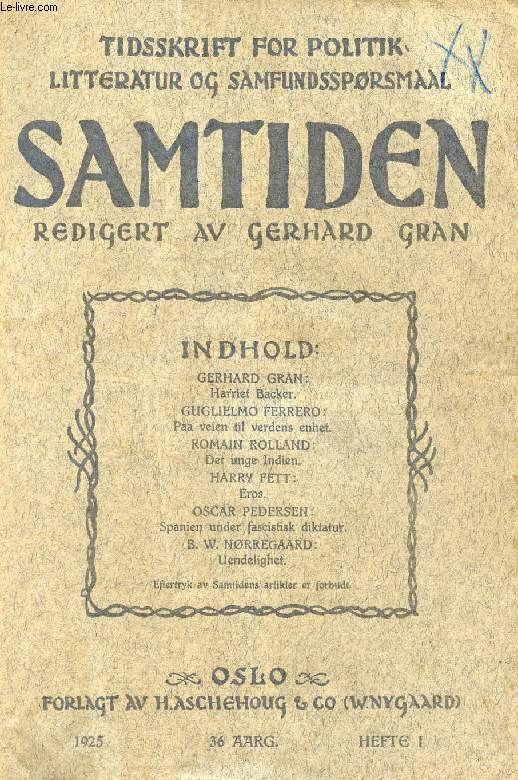 Le-Livre.com
TIDSSKRIFT FOR POLITIK
LITTERATUR OG SAMFUNDSSPØRSMAAL
SAMTIDEN
REDIGERT AV GERHARD GRAN
INDHOLD:
GERHARD GRAN:
Harriet Backer.
GUGLIELMO FERRERO:
Paa veien til verdens enhet.
ROMAIN ROLLAND:
Det unge Indien.
HARRY FETT:
Eros.
OSCAR PEDERSEN:
Spanien under fascistisk diktatur.
B. W. NØRREGAARD:
Uendelighet.
Eftertryk av Samtidens artikler er forbudt.
OSLO
FORLAGT AV H. ASCHEHOUG & CO (W. NYGAARD)
1925 36 AARG. HEFTE 1